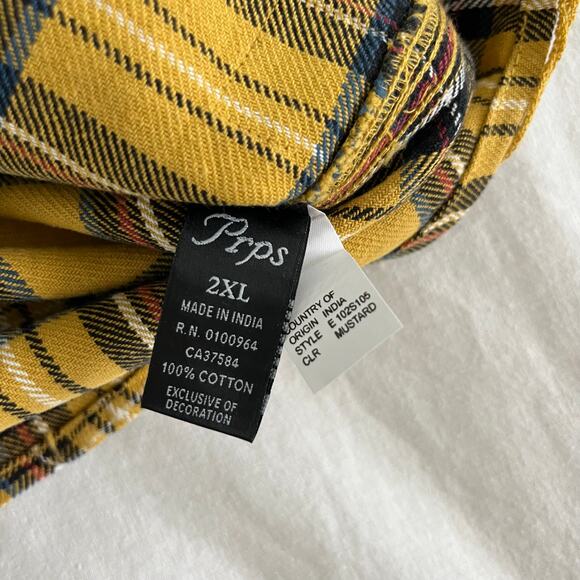 Prps
2XL
MADE IN INDIA
R.N. 0100964
CA37584
100% COTTON
EXCLUSIVE OF
DECORATION
COUNTRY OF
ORIGIN INDIA
STYLE E 102S105
CLR MUSTARD